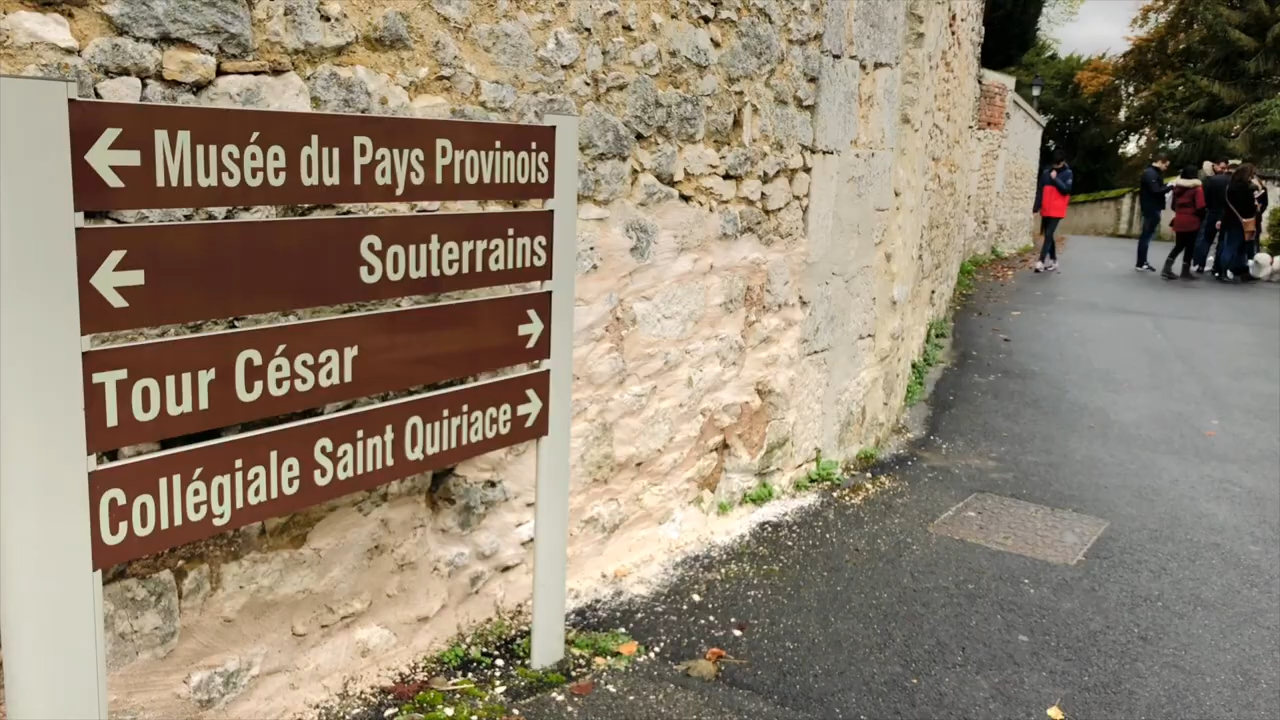 ← Musée du Pays Provinois
← Souterrains
Tour César →
Collégiale Saint Quiriace →